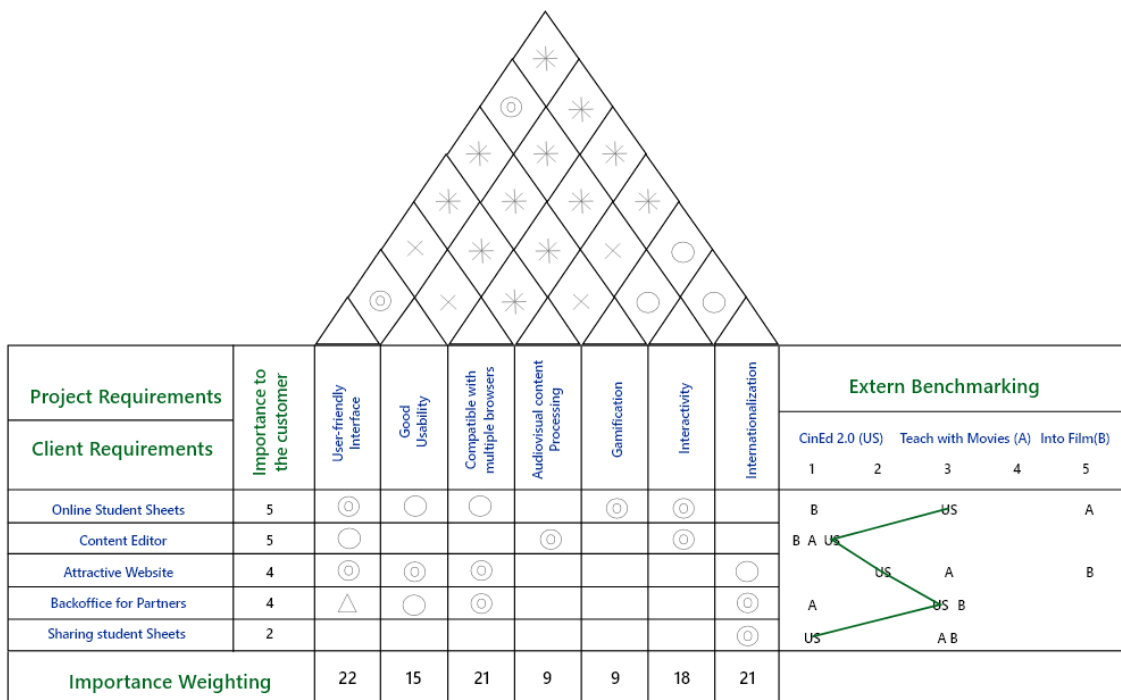 Project Requirements
Client Requirements
Importance to
the customer
User-friendly
Interface
Good
Usability
Compatible with
multiple browsers
Audiovisual content
Processing
Gamification
Interactivity
Internationalization
Extern Benchmarking
CinEd 2.0 (US) Teach with Movies (A) Into Film(B)
1 2 3 4 5
Online Student Sheets 5 B US A
Content Editor 5 B A US
Attractive Website 4 US A B
Backoffice for Partners 4 A US B
Sharing student Sheets 2 US A B
Importance Weighting 22 15 21 9 9 18 21